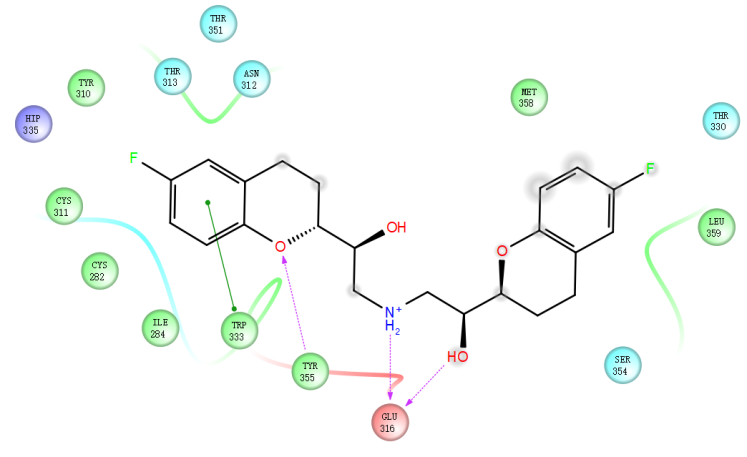 THR
351
THR
313
ASN
312
TYR
310
MET
358
HIP
335
THR
330
F
F
CYS
311
OH
LEU
359
O
O
CYS
282
N+
H2
ILE
284
TRP
333
HO
TYR
355
SER
354
GLU
316